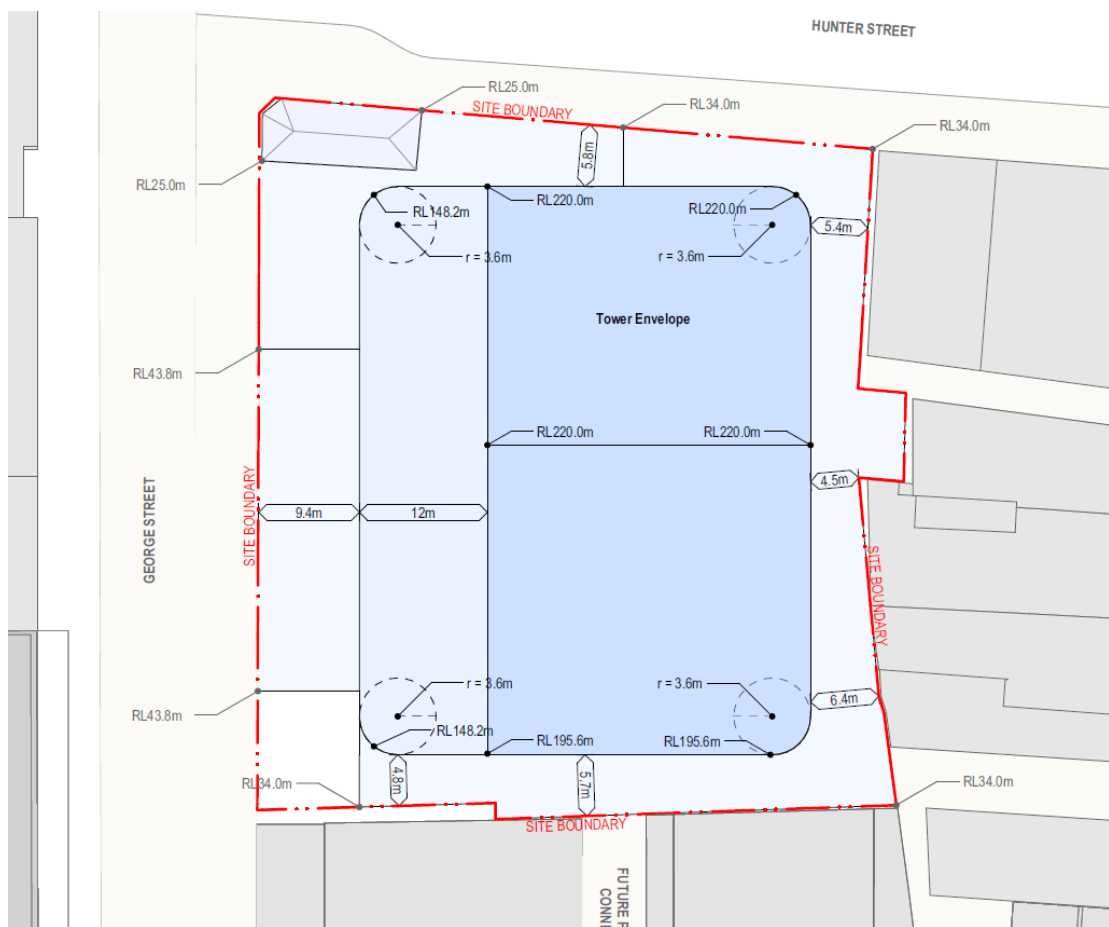 HUNTER STREET
RL25.0m
SITE BOUNDARY
RL34.0m
RL34.0m
5.8m
RL25.0m
RL148.2m
RL220.0m
RL220.0m
5.4m
r = 3.6m
r = 3.6m
Tower Envelope
RL43.8m
RL220.0m
RL220.0m
4.5m
9.4m
12m
SITE BOUNDARY
GEORGE STREET
SITE BOUNDARY
r = 3.6m
r = 3.6m
6.4m
RL43.8m
RL148.2m
RL195.6m
RL195.6m
RL34.0m
4.8m
5.7m
RL34.0m
SITE BOUNDARY
FUTURE